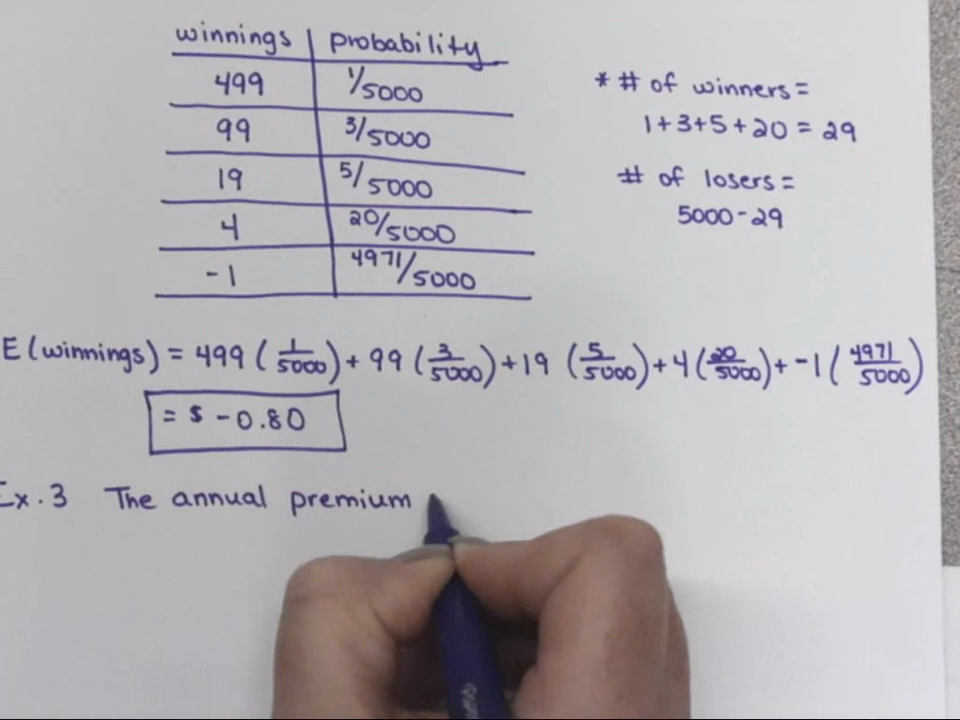 winnings probability
499 1/5000
99 3/5000
19 5/5000
4 20/5000
-1 4971/5000
* # of winners =
1+3+5+20 = 29
# of losers =
5000-29
E(winnings) = 499 (1/5000) + 99 (3/5000) + 19 (5/5000) + 4 (20/5000) + -1 (4971/5000)
= $ -0.80
Ex. 3 The annual premium